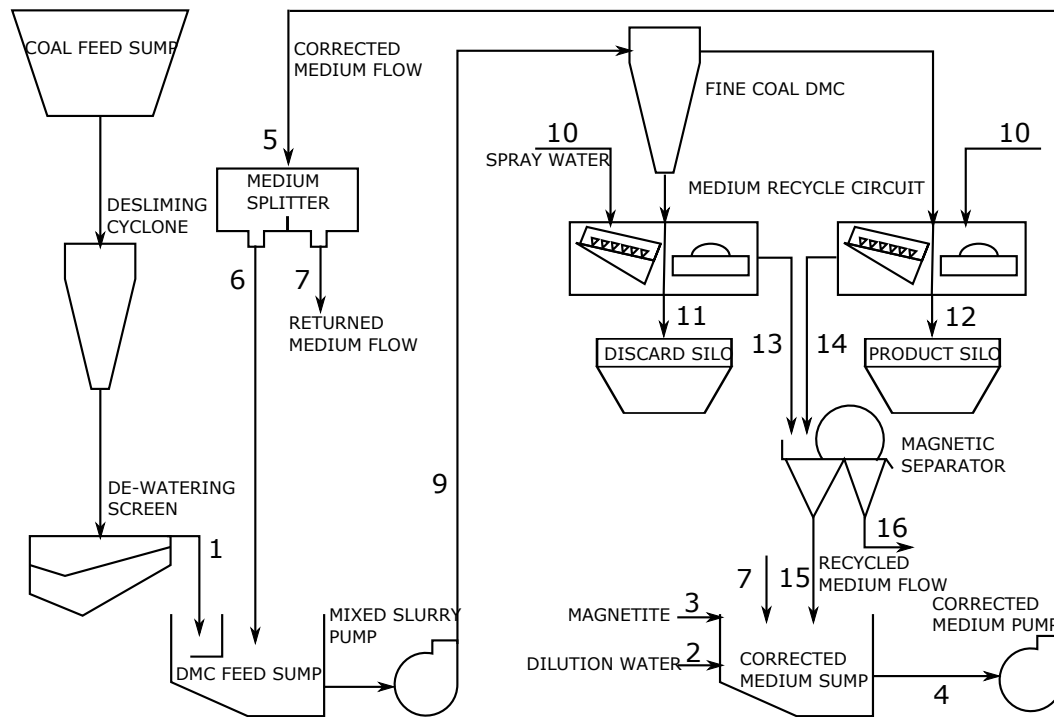 COAL FEED SUMP
CORRECTED
MEDIUM FLOW
FINE COAL DMC
5
10
SPRAY WATER
10
MEDIUM
SPLITTER
MEDIUM RECYCLE CIRCUIT
DESLIMING
CYCLONE
6
7
RETURNED
MEDIUM FLOW
11
13
14
12
DISCARD SILO
PRODUCT SILO
MAGNETIC
SEPARATOR
9
DE-WATERING
SCREEN
1
16
7
15
RECYCLED
MEDIUM FLOW
MIXED SLURRY
PUMP
MAGNETITE
3
CORRECTED
MEDIUM PUMP
DMC FEED SUMP
DILUTION WATER
2
CORRECTED
MEDIUM SUMP
4